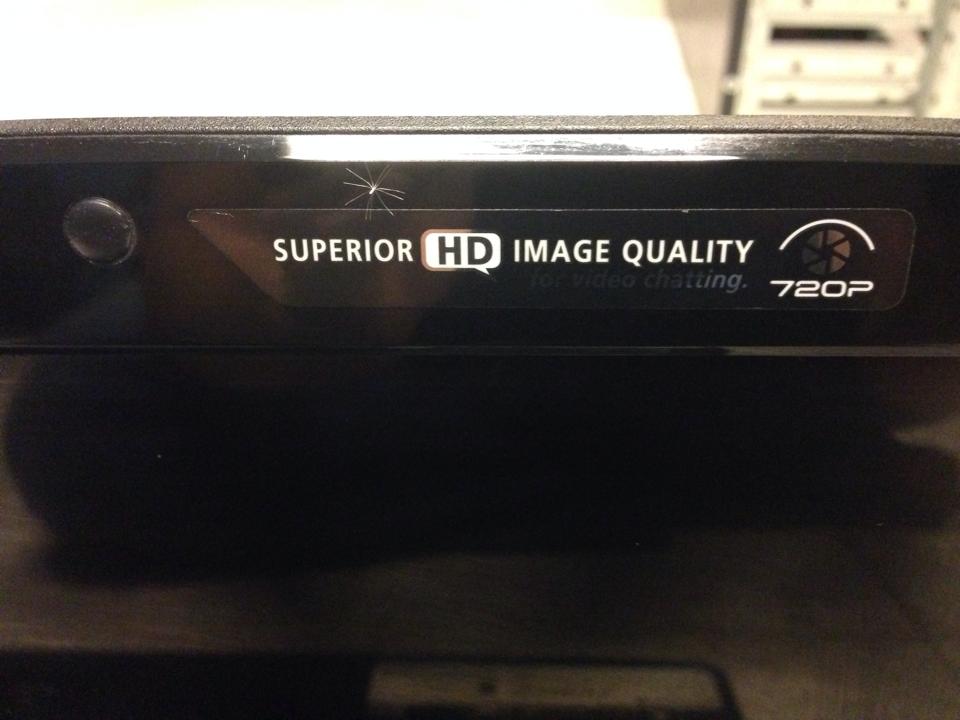 SUPERIOR HD IMAGE QUALITY
for video chatting.
720P